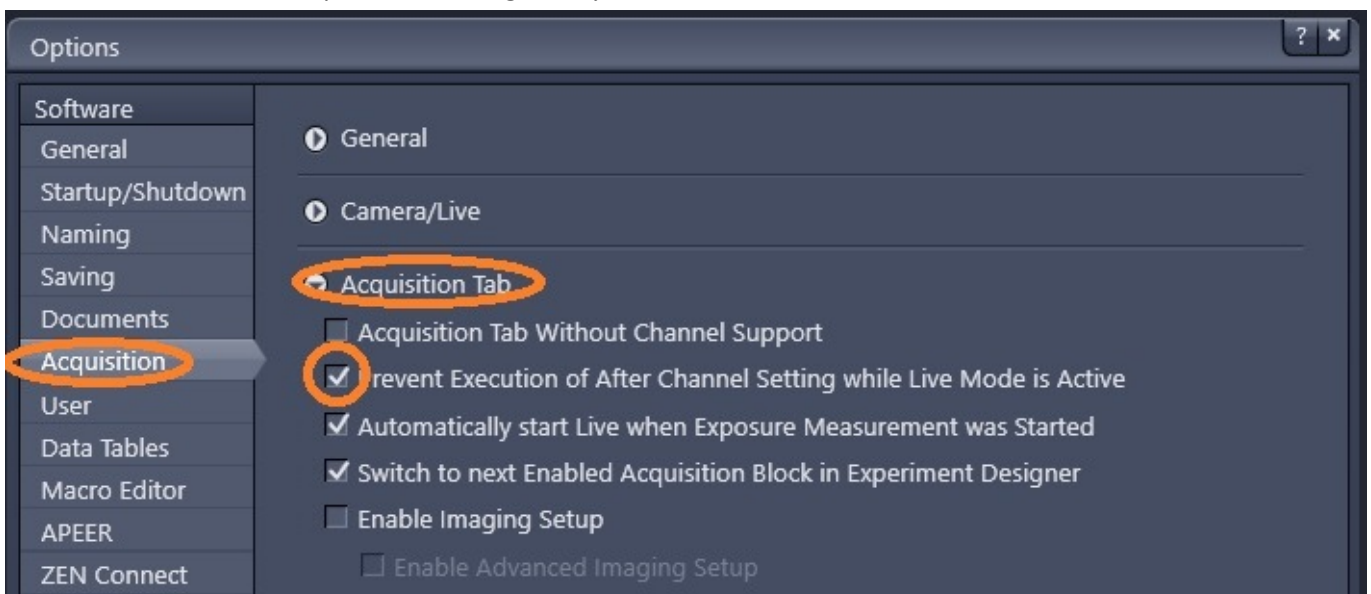 Options
? ×
Software
General
Startup/Shutdown
Naming
Saving
Documents
Acquisition
User
Data Tables
Macro Editor
APEER
ZEN Connect
General
Camera/Live
Acquisition Tab
Acquisition Tab Without Channel Support
Prevent Execution of After Channel Setting while Live Mode is Active
Automatically start Live when Exposure Measurement was Started
Switch to next Enabled Acquisition Block in Experiment Designer
Enable Imaging Setup
Enable Advanced Imaging Setup